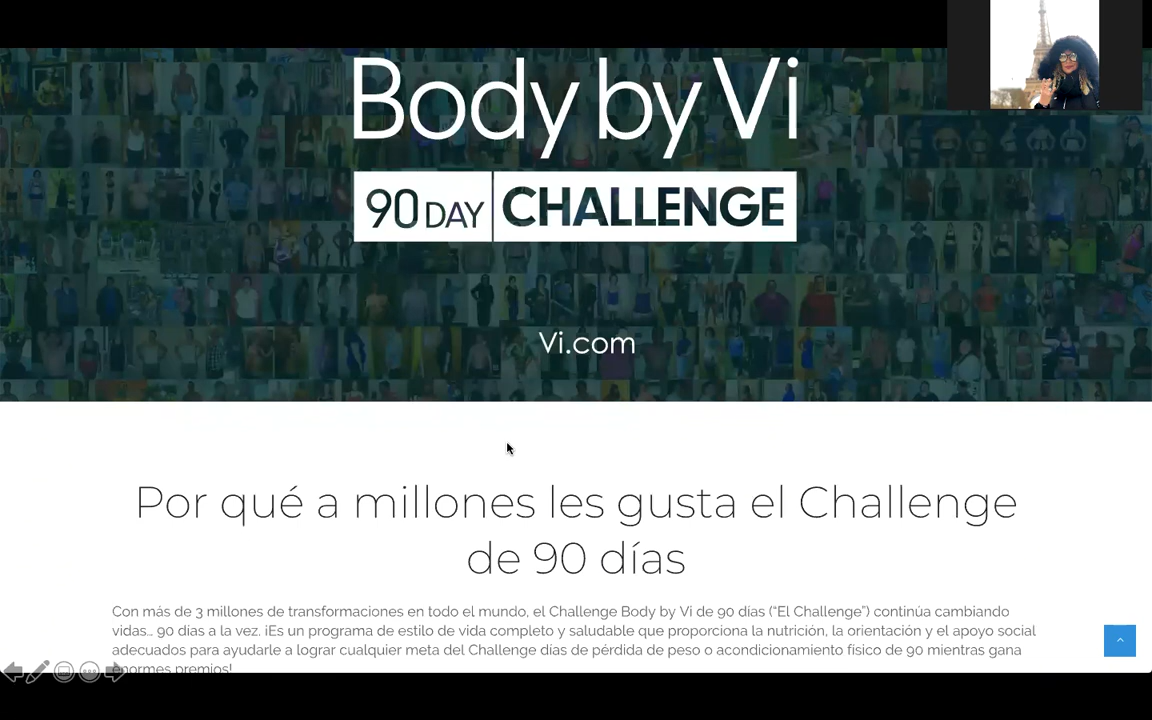 Body by Vi
90 DAY CHALLENGE
Vi.com
Por qué a millones les gusta el Challenge
de 90 días
Con más de 3 millones de transformaciones en todo el mundo, el Challenge Body by Vi de 90 días (“El Challenge”) continúa cambiando
vidas... 90 días a la vez. ¡Es un programa de estilo de vida completo y saludable que proporciona la nutrición, la orientación y el apoyo social
adecuados para ayudarle a lograr cualquier meta del Challenge días de pérdida de peso o acondicionamiento físico de 90 mientras gana
enormes premios!